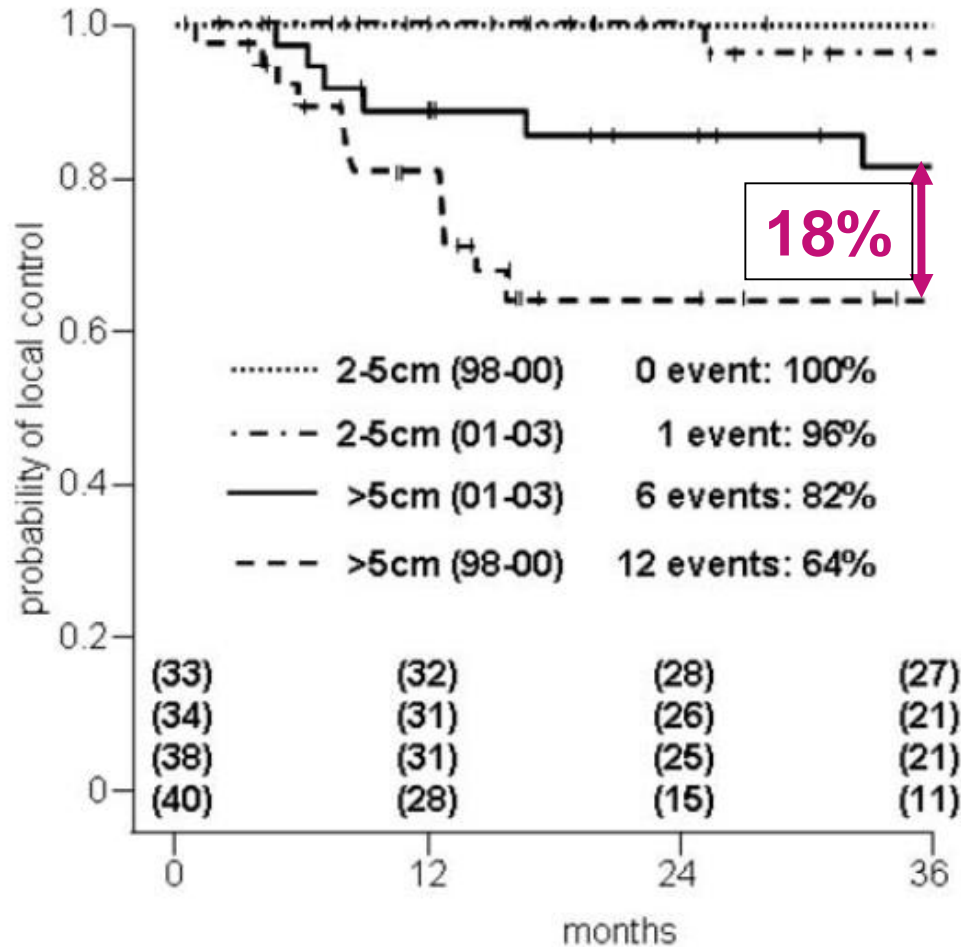 1.0
0.8
18%
0.6
2-5cm (98-00) 0 event: 100%
2-5cm (01-03) 1 event: 96%
0.4
>5cm (01-03) 6 events: 82%
>5cm (98-00) 12 events: 64%
0.2
(33) (32) (28) (27)
(34) (31) (26) (21)
(38) (31) (25) (21)
0 (40) (28) (15) (11)
0 12 24 36
months
probability of local control